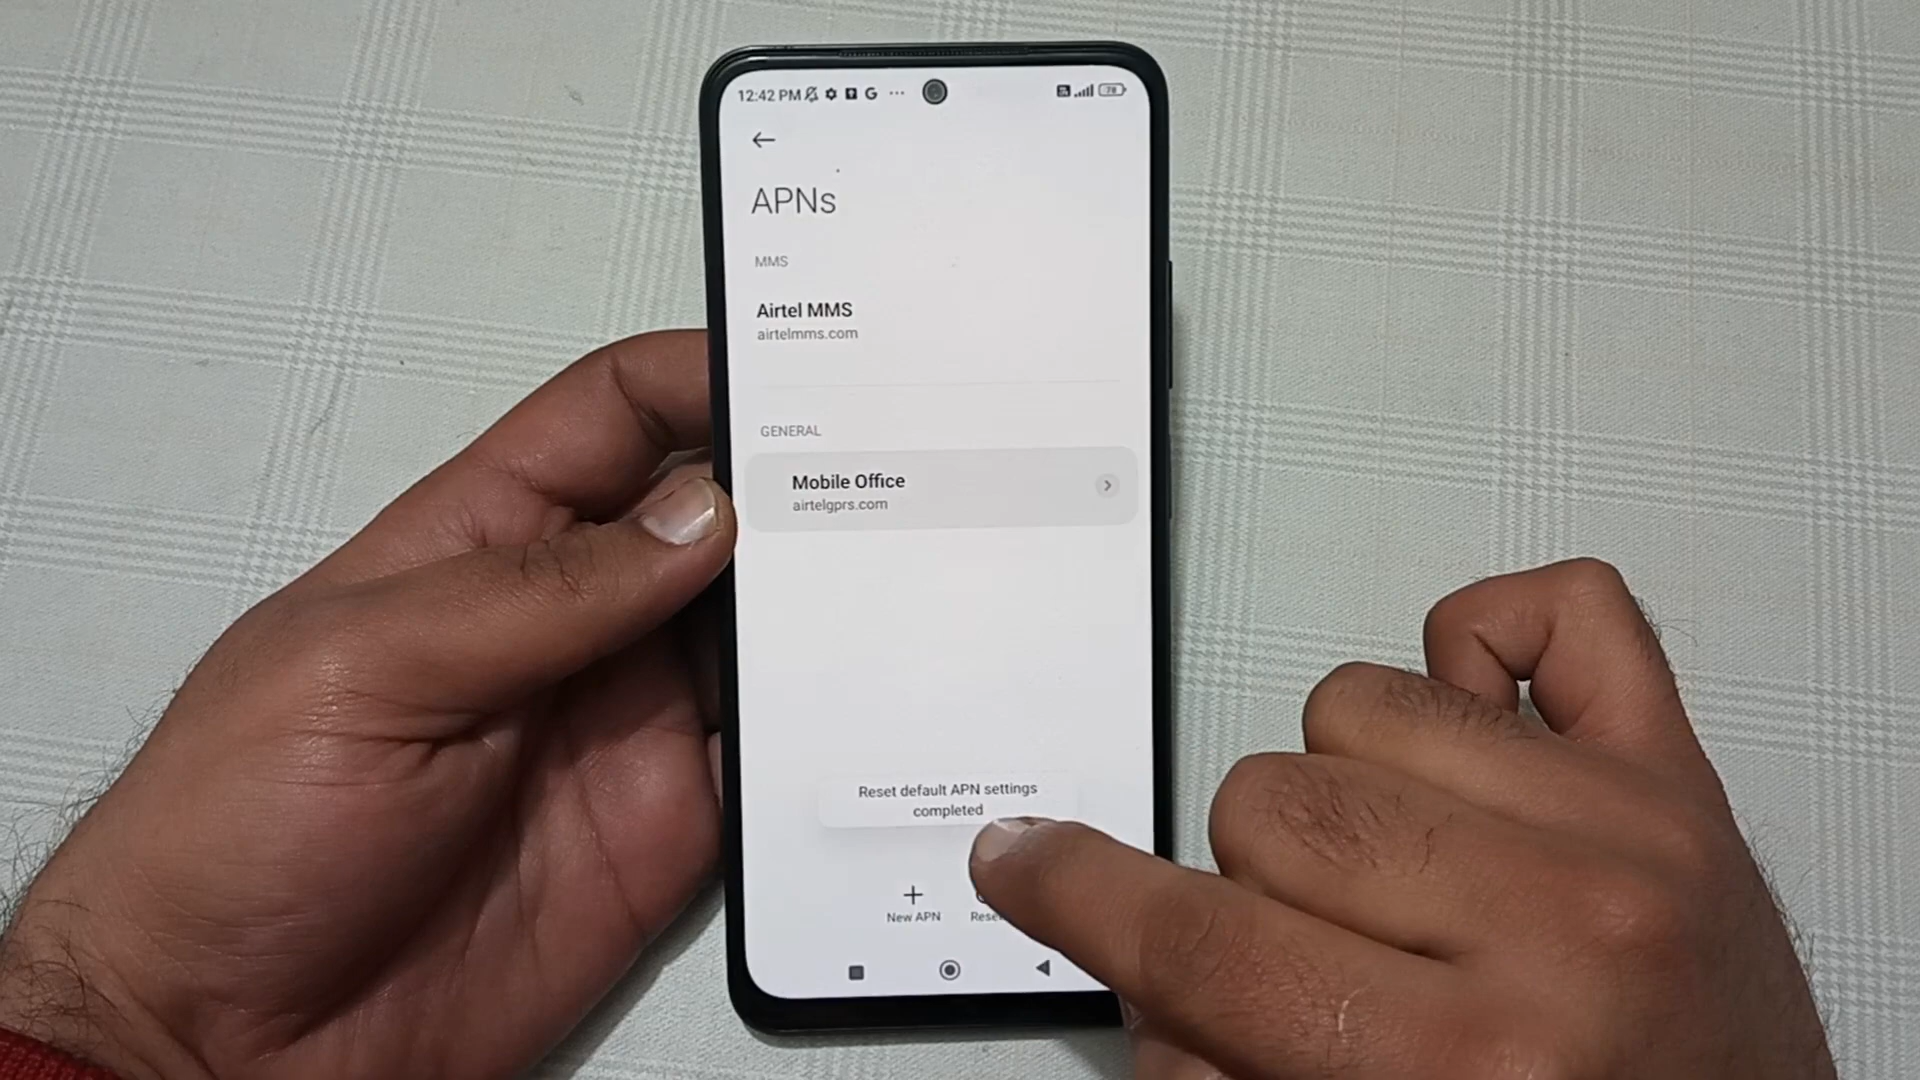 12:42 PM
78
APNs
MMS
Airtel MMS
airtelmms.com
GENERAL
Mobile Office
airtelgprs.com
Reset default APN settings
completed
New APN
Reset